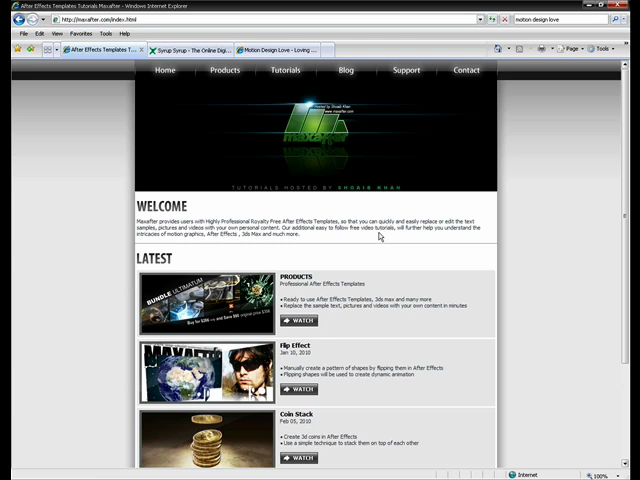 After Effects Templates Tutorials Maxafter - Windows Internet Explorer
http://maxafter.com/index.html
motion design love
File Edit View Favorites Tools Help
After Effects Templates T...
Syrup Syrup - The Online Digi...
Motion Design Love - Loving ...
Page Tools
Home Products Tutorials Blog Support Contact
Hosted by Shoaib Khan
www.maxafter.com
maxafter
TUTORIALS HOSTED BY SHOAIB KHAN
WELCOME
Maxafter provides users with Highly Professional Royalty Free After Effects Templates, so that you can quickly and easily replace or edit the text
samples, pictures and videos with your own personal content. Our additional easy to follow free video tutorials, will further help you understand the
intricacies of motion graphics, After Effects , 3ds Max and much more.
LATEST
BUNDLE ULTIMATUM
PRODUCTS
Professional After Effects Templates
• Ready to use After Effects Templates, 3ds max and many more
• Replace the sample text, pictures and videos with your own content in minutes
WATCH
MAXAFTER
Flip Effect
Jan 10, 2010
• Manually create a pattern of shapes by flipping them in After Effects
• Flipping shapes will be used to create dynamic animation
WATCH
Coin Stack
Feb 05, 2010
• Create 3d coins in After Effects
• Use a simple technique to stack them on top of each other
WATCH
Internet
100%